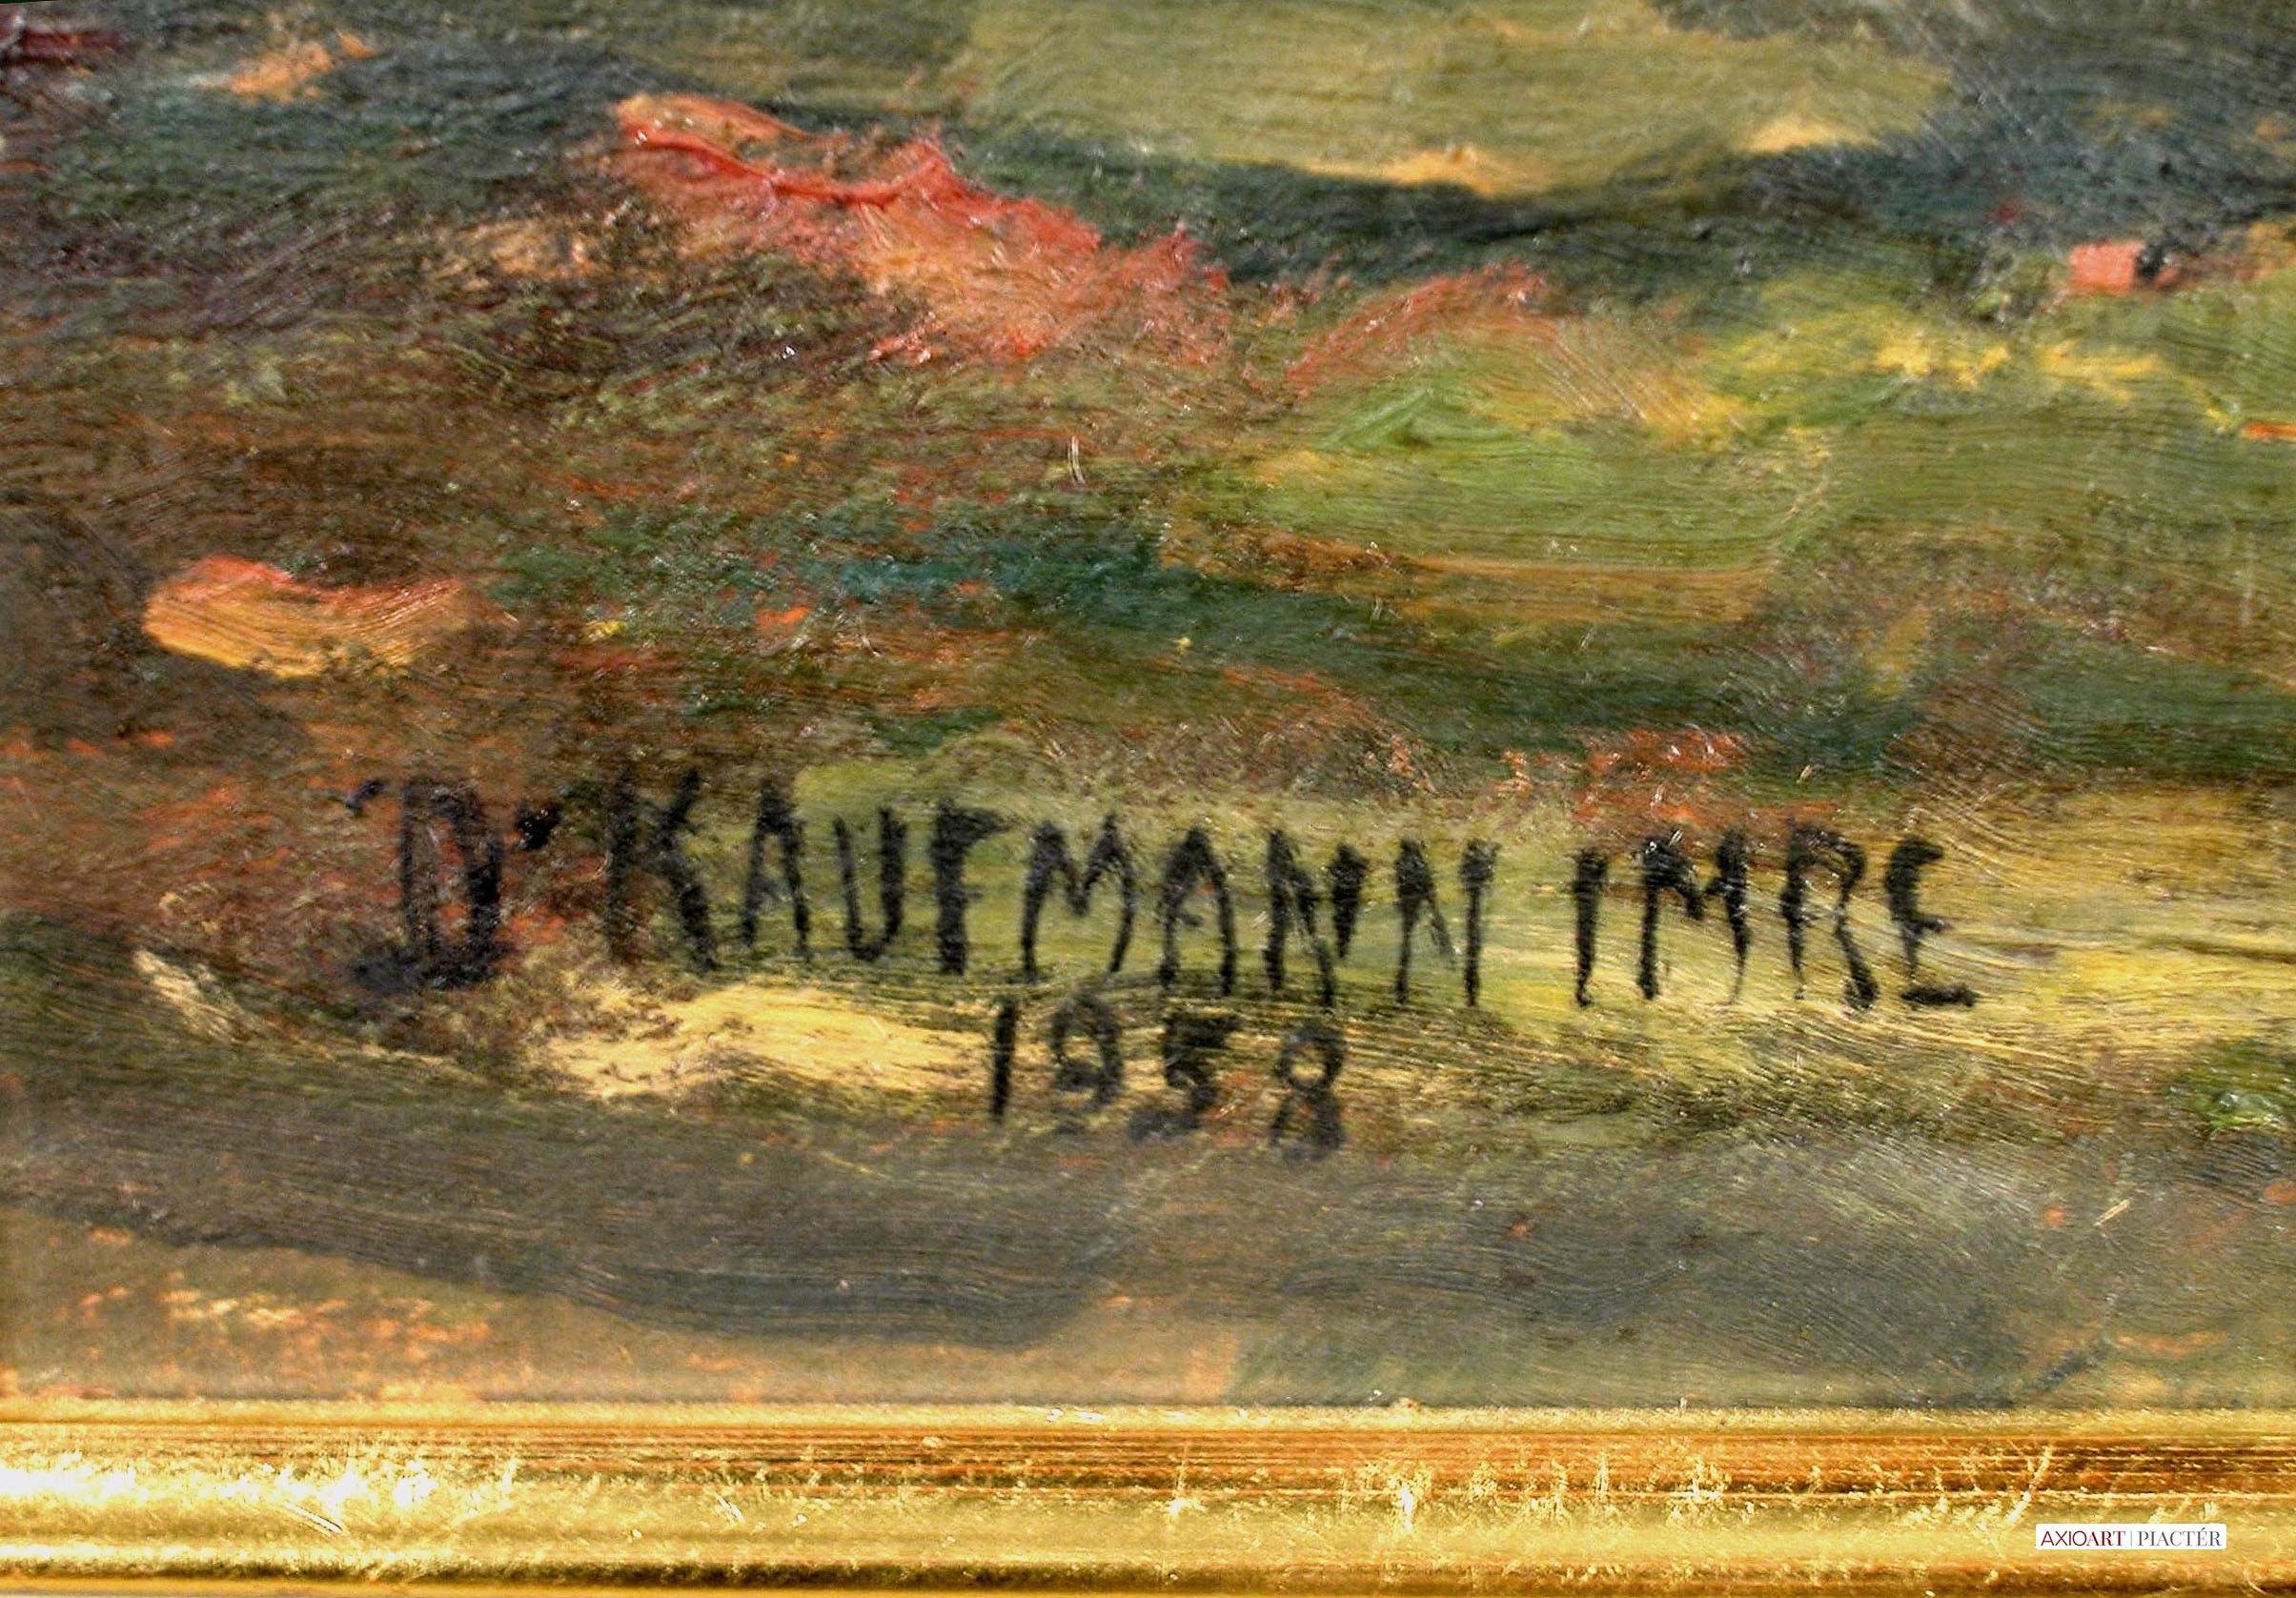 Dr KAUFMANN IMRE
1958
AXIOART | PIACTÉR